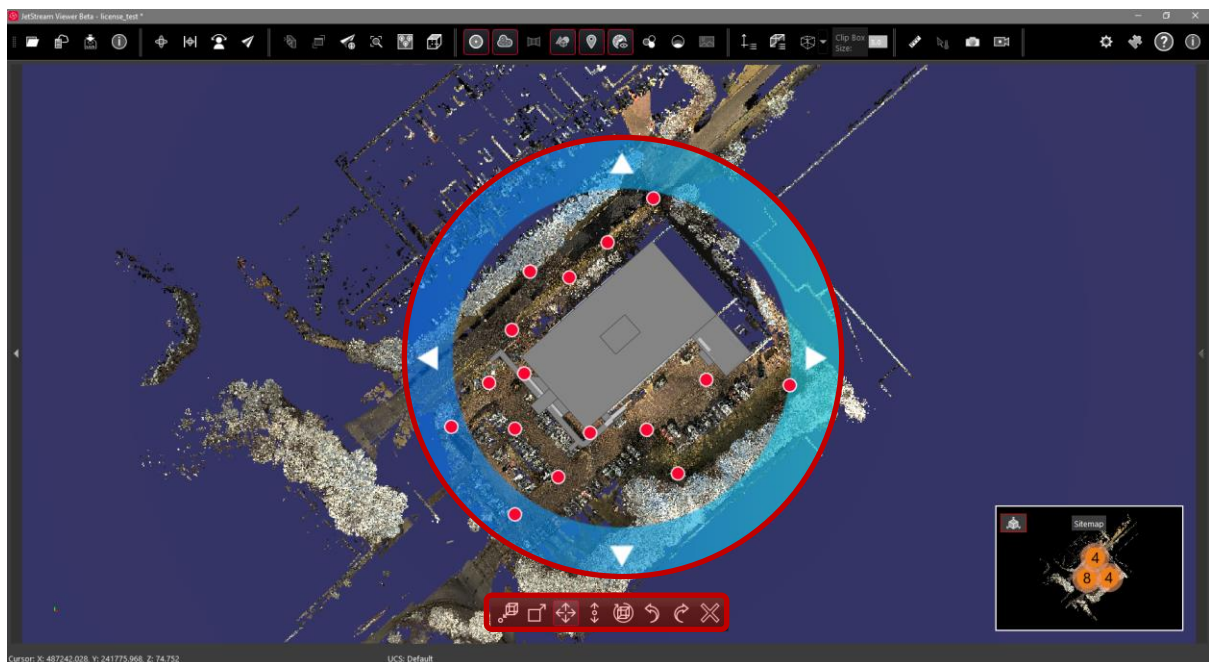 JetStream Viewer Beta - license_test *
Clip Box
Size:
Sitemap
4
8 4
Cursor: X: 487242.028, Y: 241775.968, Z: 74.752
UCS: Default